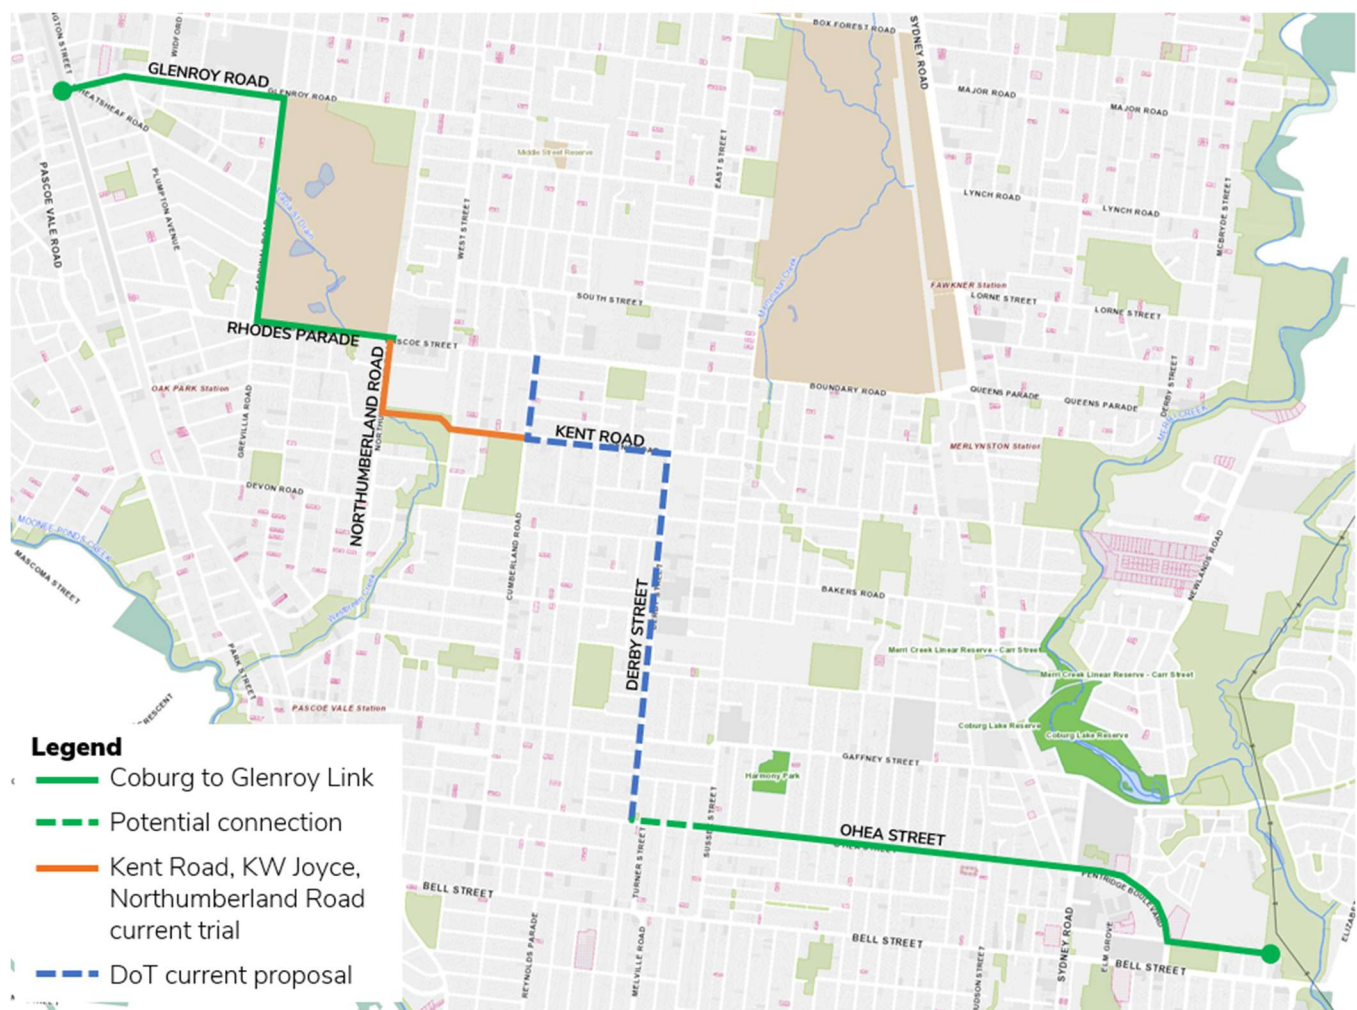 BOX FOREST ROAD
SYDNEY ROAD
GLENROY ROAD
GLENROY ROAD
MAJOR ROAD
MAJOR ROAD
PASCOE VALE ROAD
PLUMPTON AVENUE
Middle Street Reserve
EAST STREET
WEST STREET
LYNCH ROAD
LYNCH ROAD
MCBRYDE STREET
Merlynston Creek
FAWKNER Station
SOUTH STREET
LORNE STREET
LORNE STREET
RHODES PARADE
OAK PARK Station
NORTHUMBERLAND ROAD
BOUNDARY ROAD
QUEENS PARADE
QUEENS PARADE
DERBY STREET
MERRI CREEK
GREVILLIA ROAD
KENT ROAD
MERLYNSTON Station
DEVON ROAD
MOONEE PONDS CREEK
MASCOMA STREET
CUMBERLAND ROAD
NEWLANDS ROAD
BAKERS ROAD
Westbreen Creek
DERBY STREET
PARK STREET
Merri Creek Linear Reserve - Carr Street
Merri Creek Linear Reserve - Carr Street
PASCOE VALE Station
Coburg Lake Reserve
Coburg Lake Reserve
GAFFNEY STREET
Harmony Park
OHEA STREET
TURNER STREET
PENTRIDGE BOULEVARD
BELL STREET
BELL STREET
BELL STREET
REYNOLDS PARADE
MELVILLE ROAD
SYDNEY ROAD
ELM GROVE
Legend
Coburg to Glenroy Link
Potential connection
Kent Road, KW Joyce,
Northumberland Road
current trial
DoT current proposal